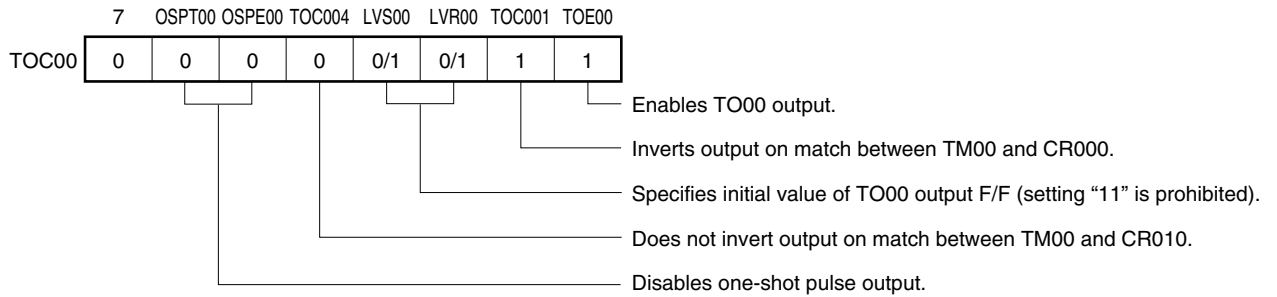 7 OSPT00 OSPE00 TOC004 LVS00 LVR00 TOC001 TOE00
TOC00 0 0 0 0 0/1 0/1 1 1
Enables TO00 output.
Inverts output on match between TM00 and CR000.
Specifies initial value of TO00 output F/F (setting “11” is prohibited).
Does not invert output on match between TM00 and CR010.
Disables one-shot pulse output.